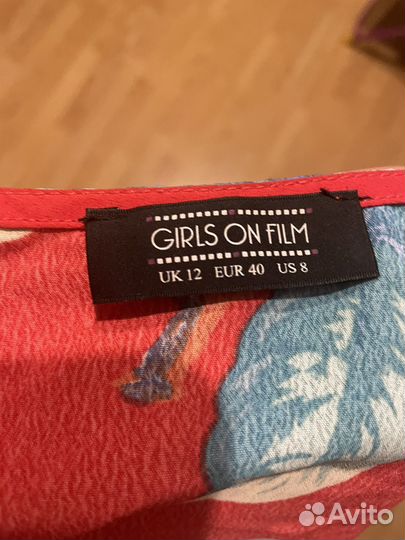 GIRLS ON FILM
UK 12 EUR 40 US 8
Avito